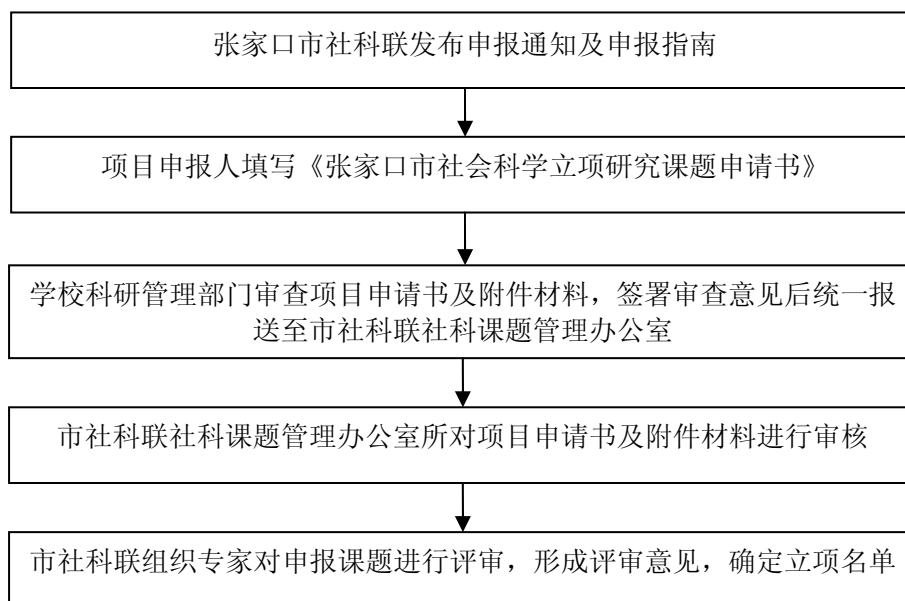 张家口市社科联发布申报通知及申报指南
项目申报人填写《张家口市社会科学立项研究课题申请书》
学校科研管理部门审查项目申请书及附件材料，签署审查意见后统一报
送至市社科联社科课题管理办公室
市社科联社科课题管理办公室所对项目申请书及附件材料进行审核
市社科联组织专家对申报课题进行评审，形成评审意见，确定立项名单